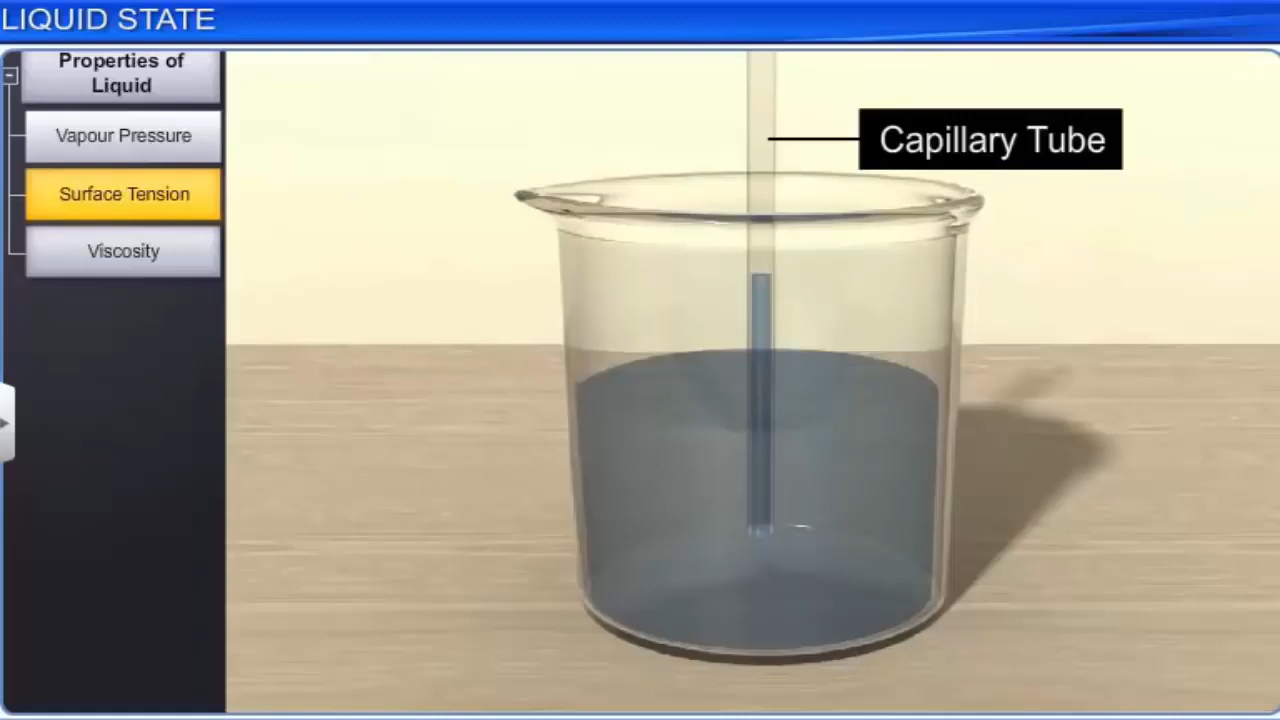 LIQUID STATE
Properties of
Liquid
Vapour Pressure
Surface Tension
Viscosity
Capillary Tube